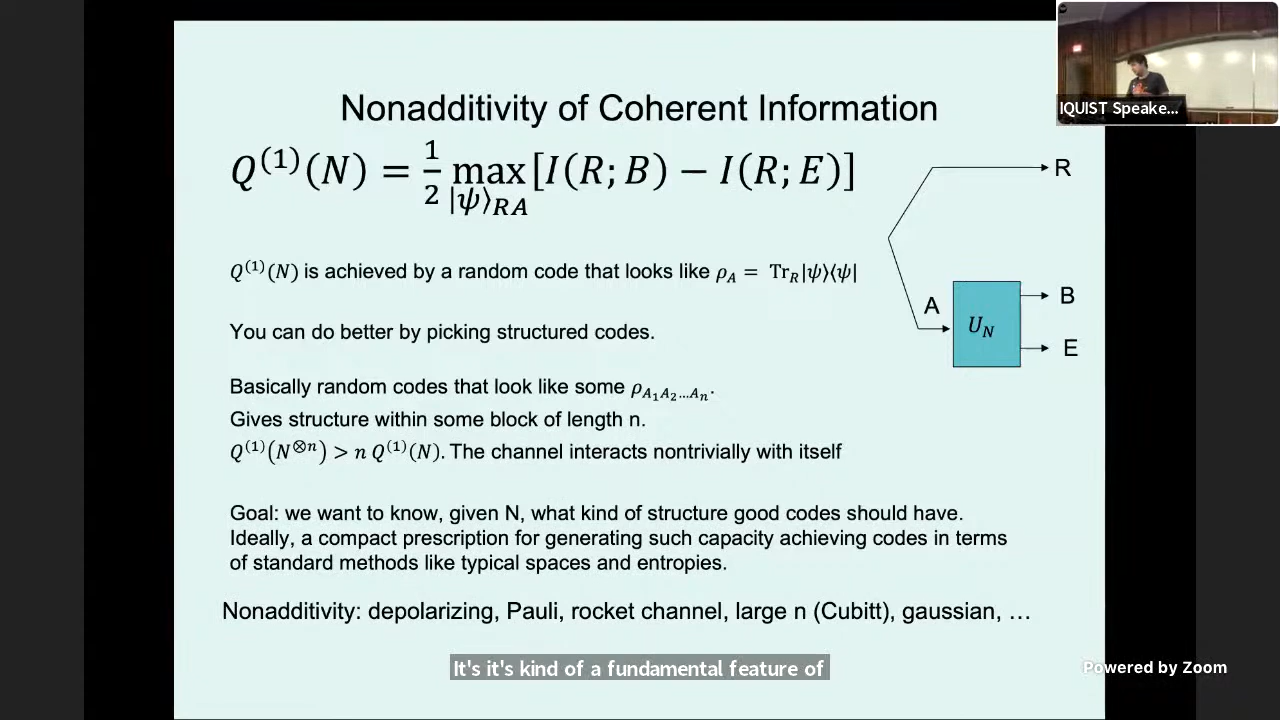 Nonadditivity of Coherent Information
Q^{(1)}(N) = \frac{1}{2} \max_{|ψ⟩_{RA}} [I(R; B) − I(R; E)]
R
Q^{(1)}(N) is achieved by a random code that looks like ρ_A = Tr_R|ψ⟩⟨ψ|
A
U_N
B
E
You can do better by picking structured codes.
Basically random codes that look like some ρ_{A_1A_2…A_n}.
Gives structure within some block of length n.
Q^{(1)}(N^{⊗n}) > n Q^{(1)}(N). The channel interacts nontrivially with itself
Goal: we want to know, given N, what kind of structure good codes should have.
Ideally, a compact prescription for generating such capacity achieving codes in terms
of standard methods like typical spaces and entropies.
Nonadditivity: depolarizing, Pauli, rocket channel, large n (Cubitt), gaussian, …
It's it's kind of a fundamental feature of
Powered by Zoom
IQUIST Speake...